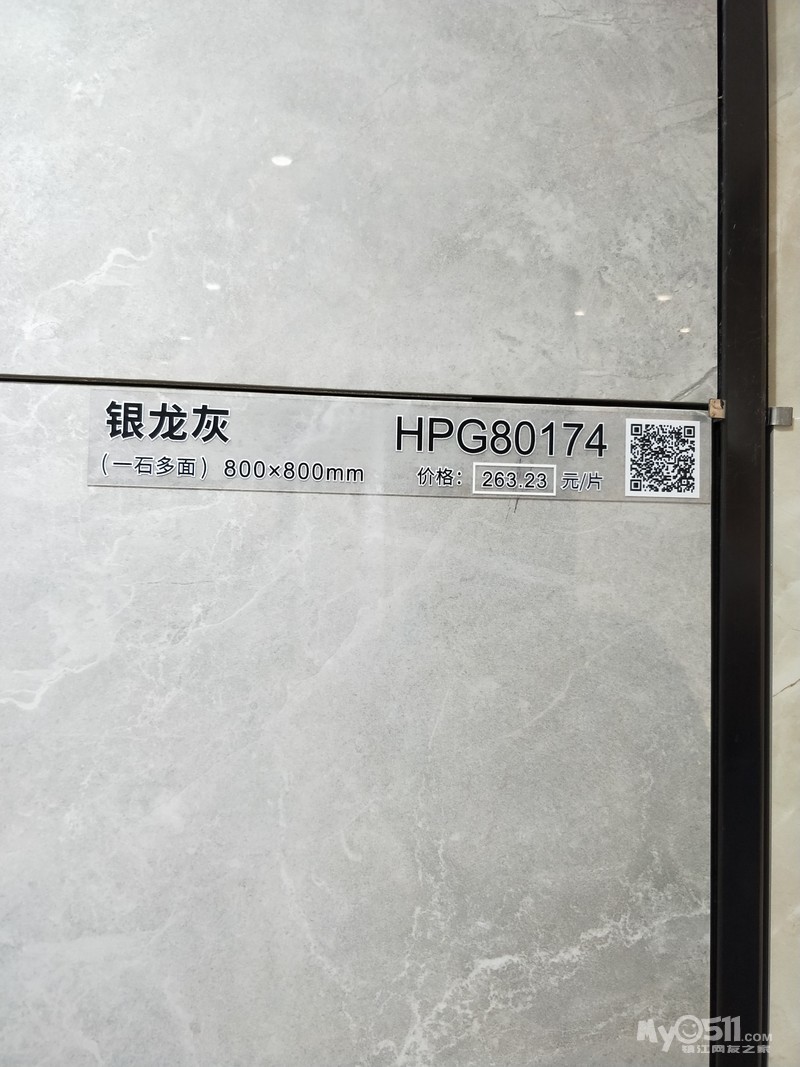 银龙灰
(一石多面) 800×800mm
HPG80174
价格: 263.23 元/片
My0511.COM
镇江网友之家